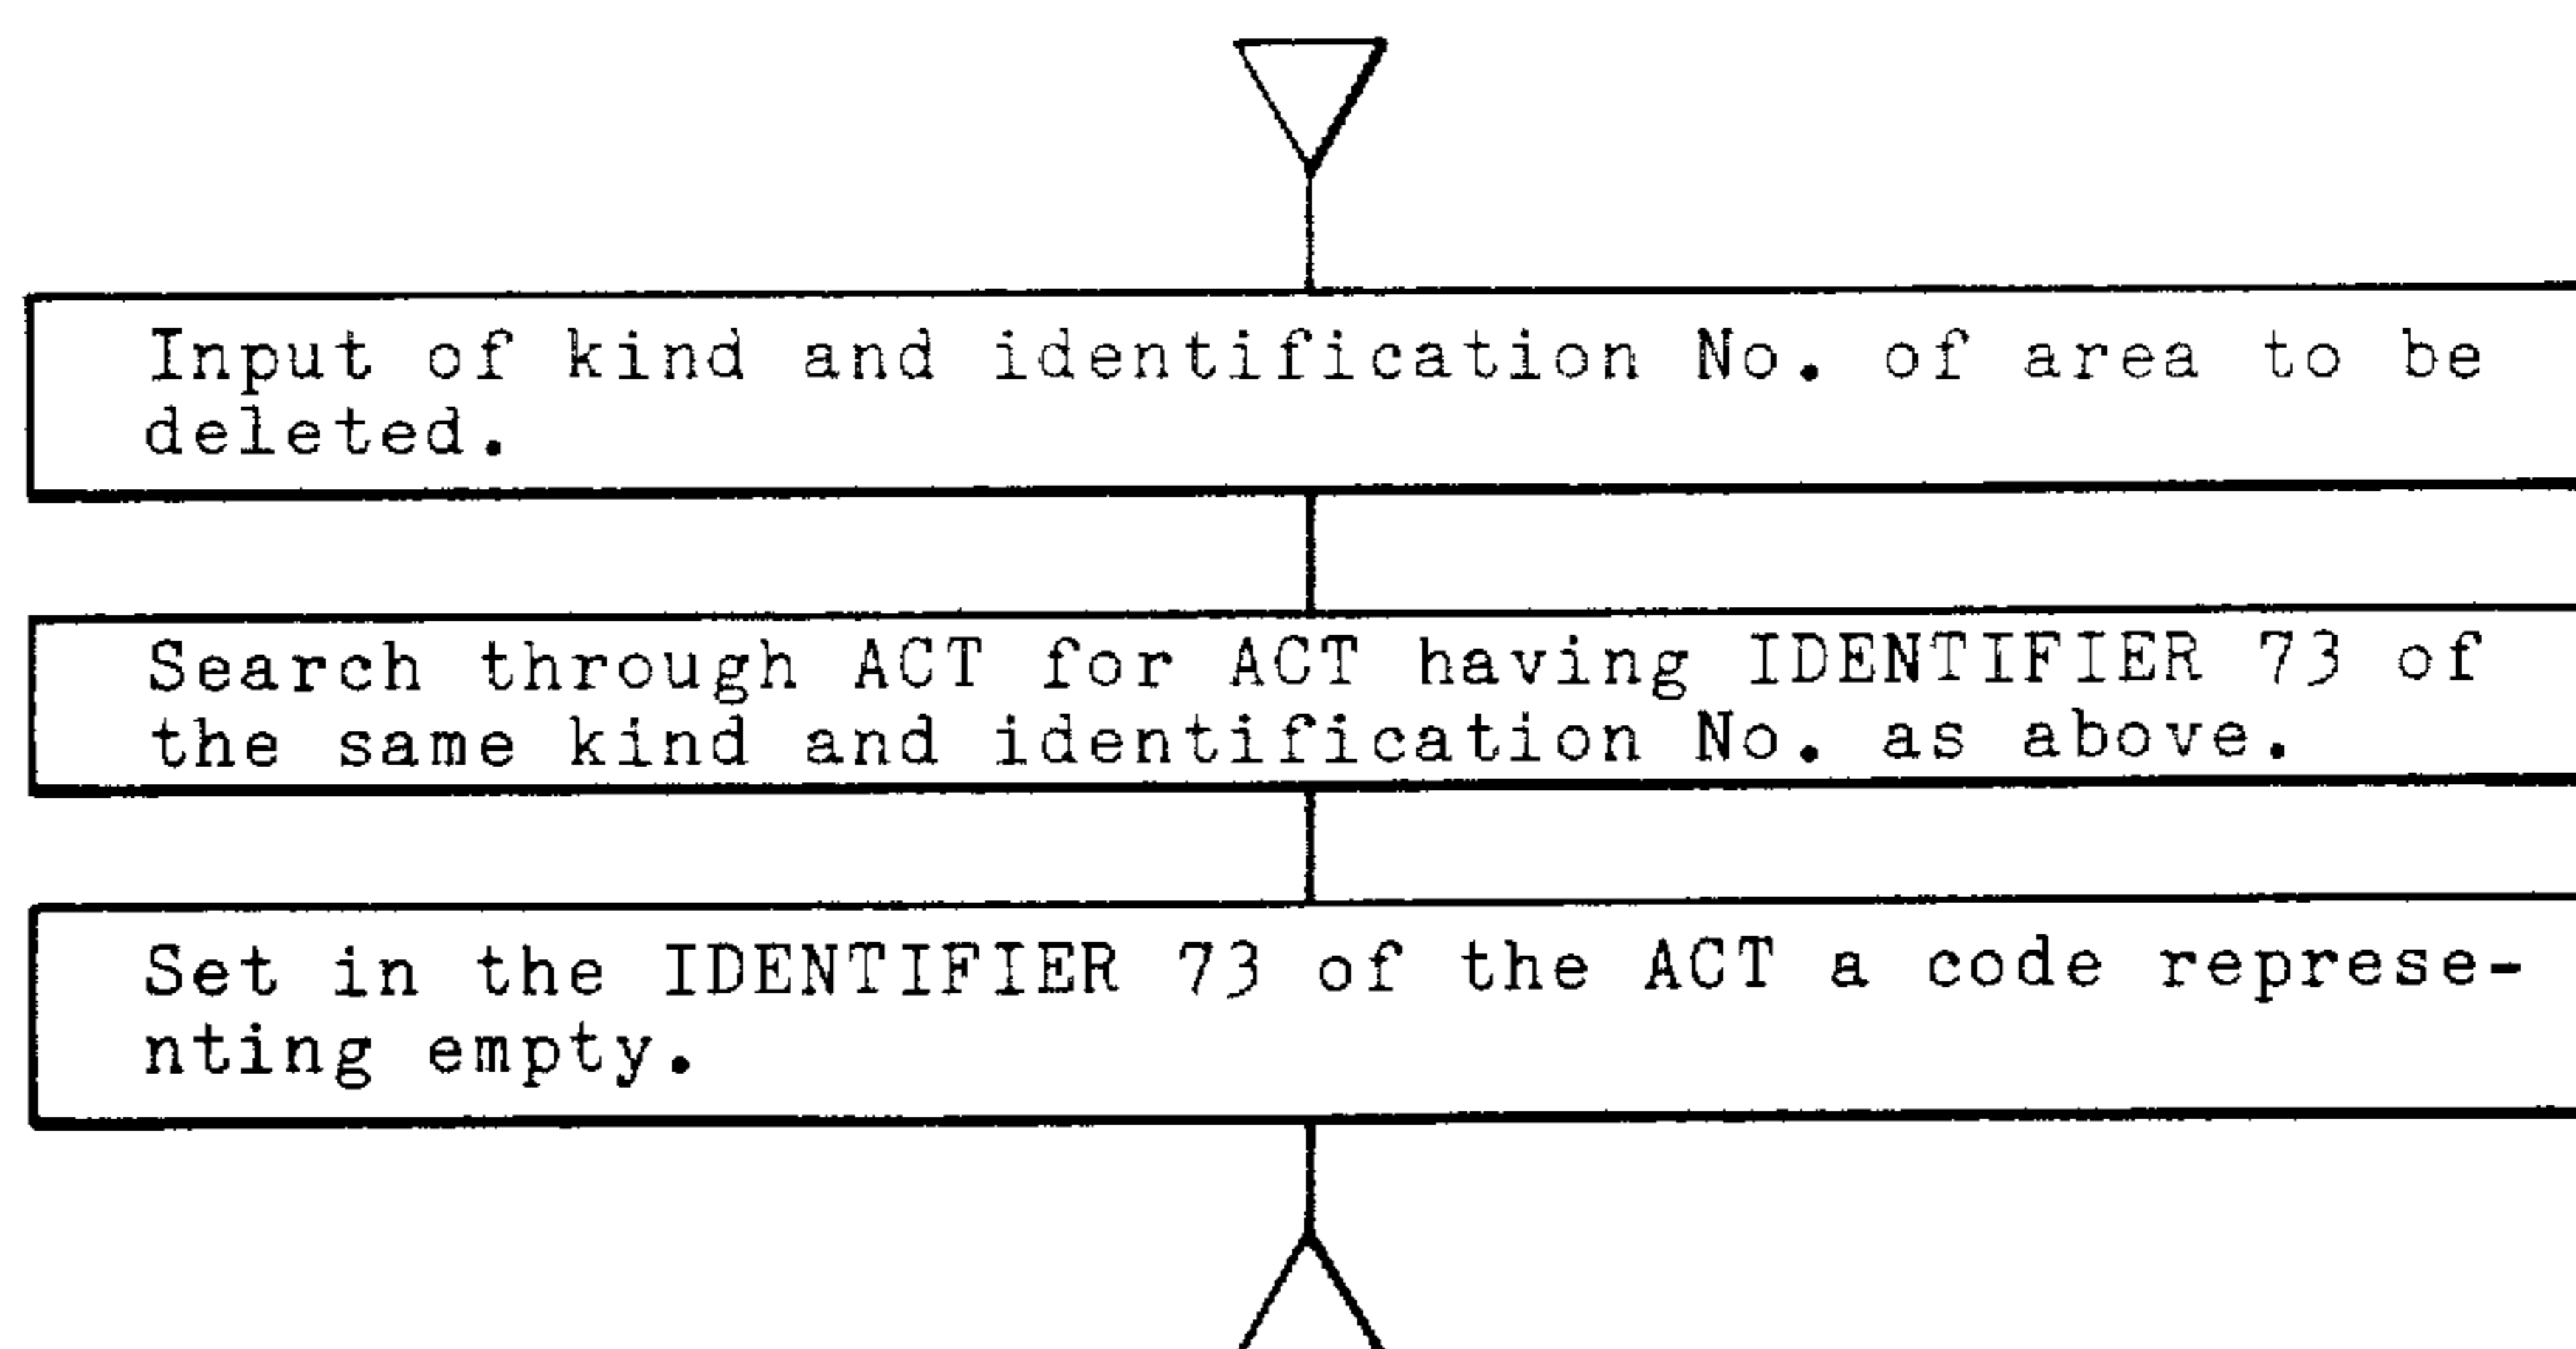 Input of kind and identification No. of area to be
deleted.
Search through ACT for ACT having IDENTIFIER 73 of
the same kind and identification No. as above.
Set in the IDENTIFIER 73 of the ACT a code represe-
nting empty.